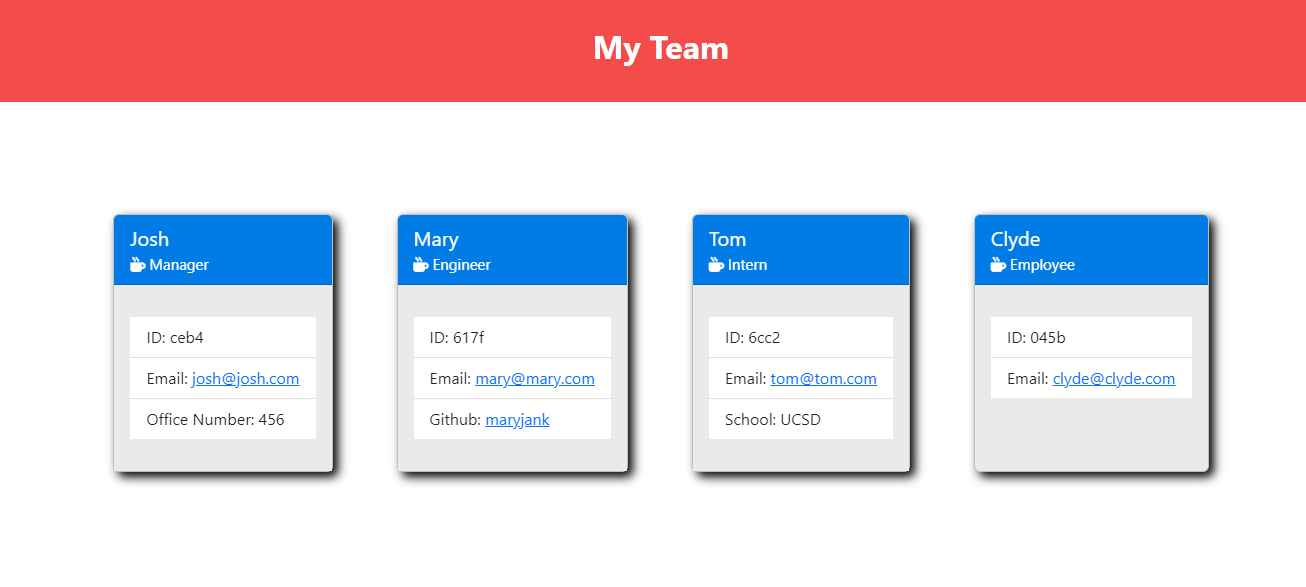 My Team
Josh
Manager
ID: ceb4
Email: josh@josh.com
Office Number: 456
Mary
Engineer
ID: 617f
Email: mary@mary.com
Github: maryjank
Tom
Intern
ID: 6cc2
Email: tom@tom.com
School: UCSD
Clyde
Employee
ID: 045b
Email: clyde@clyde.com